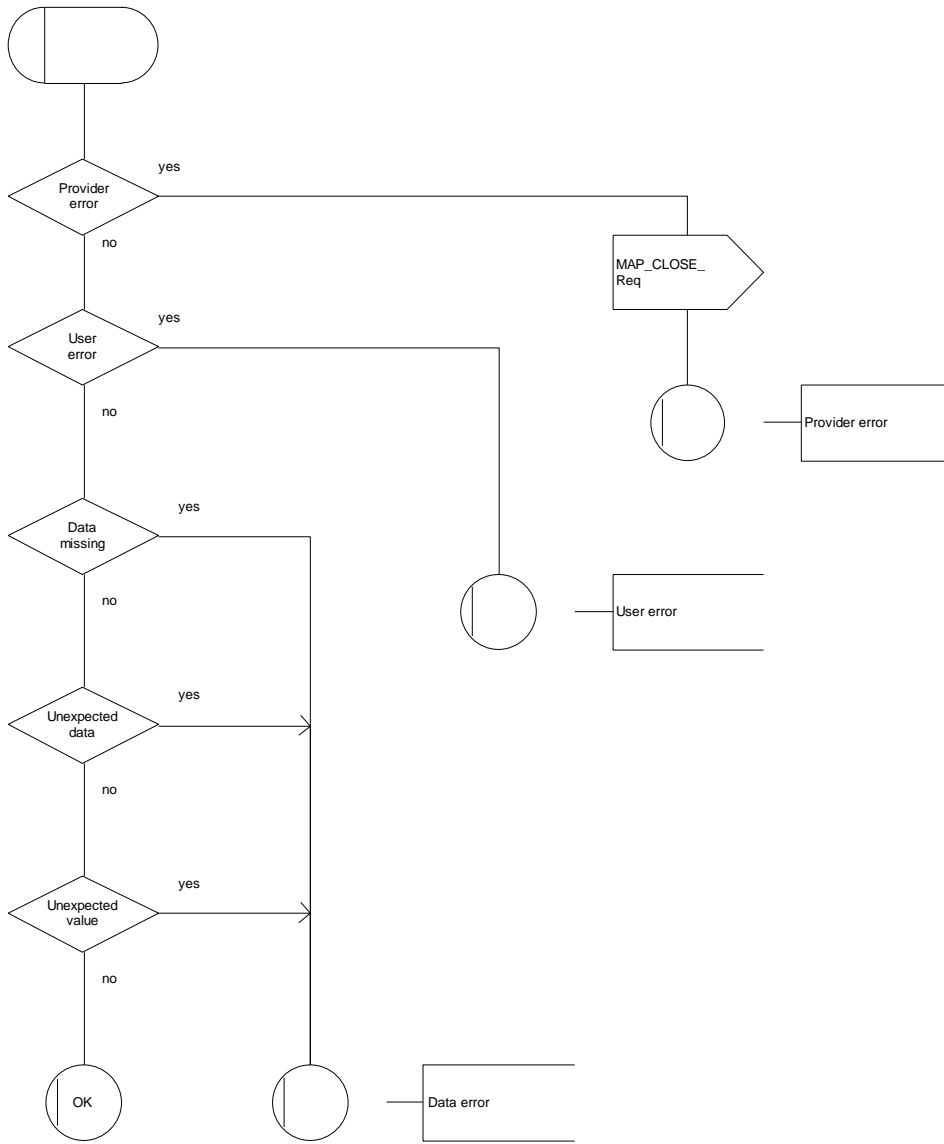 yes
Provider
error
no
MAP_CLOSE_
Req
yes
User
error
no
Provider error
yes
Data
missing
no
User error
yes
Unexpected
data
no
yes
Unexpected
value
no
OK
Data error